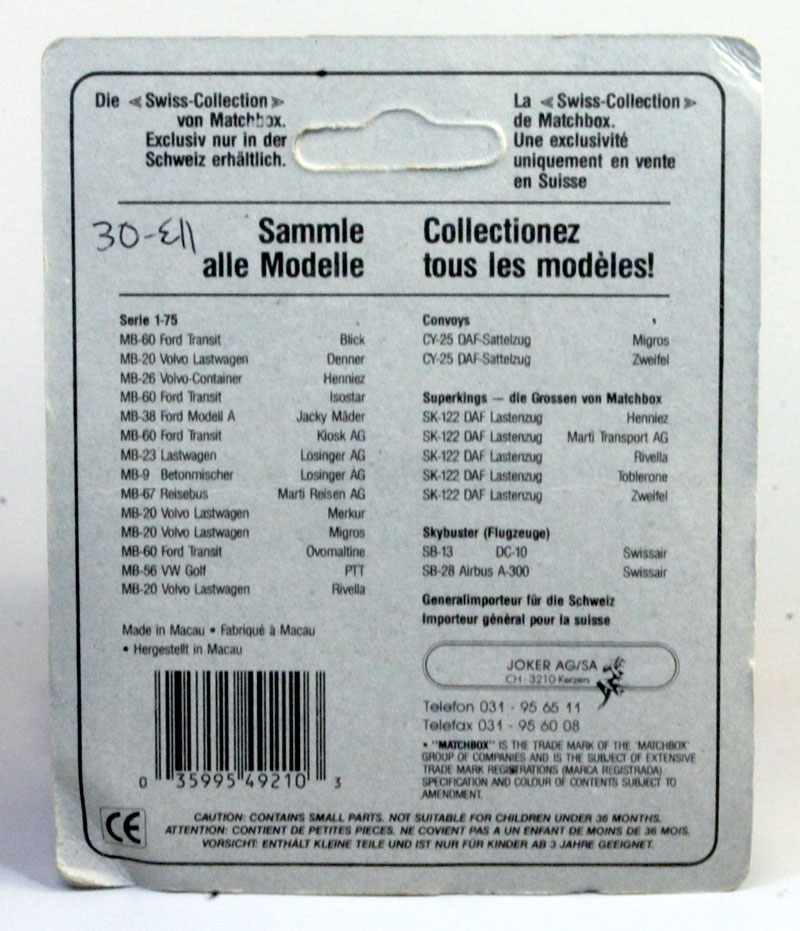 Die «Swiss-Collection»
von Matchbox.
Exclusiv nur in der
Schweiz erhältlich.
La «Swiss-Collection»
de Matchbox.
Une exclusivité
uniquement en vente
en Suisse
Sammle
alle Modelle
Collectionez
tous les modèles!
Serie 1-75
MB-60 Ford Transit Blick
MB-20 Volvo Lastwagen Denner
MB-26 Volvo-Container Henniez
MB-60 Ford Transit Isostar
MB-38 Ford Modell A Jacky Mäder
MB-60 Ford Transit Kiosk AG
MB-23 Lastwagen Losinger AG
MB-9 Betonmischer Losinger AG
MB-67 Reisebus Marti Reisen AG
MB-20 Volvo Lastwagen Merkur
MB-20 Volvo Lastwagen Migros
MB-60 Ford Transit Ovomaltine
MB-56 VW Golf PTT
MB-20 Volvo Lastwagen Rivella
Made in Macau • Fabriqué à Macau
• Hergestellt in Macau
0 35995 49210 3
Convoys
CY-25 DAF-Sattelzug Migros
CY-25 DAF-Sattelzug Zweifel
Superkings — die Grossen von Matchbox
SK-122 DAF Lastenzug Henniez
SK-122 DAF Lastenzug Marti Transport AG
SK-122 DAF Lastenzug Rivella
SK-122 DAF Lastenzug Toblerone
SK-122 DAF Lastenzug Zweifel
Skybuster (Flugzeuge)
SB-13 DC-10 Swissair
SB-28 Airbus A-300 Swissair
Generalimporteur für die Schweiz
Importeur général pour la suisse
JOKER AG/SA
CH-3210 Kerzers
Telefon 031 - 95 65 11
Telefax 031 - 95 60 08
• "MATCHBOX" IS THE TRADE MARK OF THE 'MATCHBOX'
GROUP OF COMPANIES AND IS THE SUBJECT OF EXTENSIVE
TRADE MARK REGISTRATIONS (MARCA REGISTRADA)
SPECIFICATION AND COLOUR OF CONTENTS SUBJECT TO
AMENDMENT.
CE
CAUTION: CONTAINS SMALL PARTS. NOT SUITABLE FOR CHILDREN UNDER 36 MONTHS.
ATTENTION: CONTIENT DE PETITES PIECES. NE COVIENT PAS A UN ENFANT DE MOINS DE 36 MOIS.
VORSICHT: ENTHÄLT KLEINE TEILE UND IST NUR FÜR KINDER AB 3 JAHRE GEEIGNET.